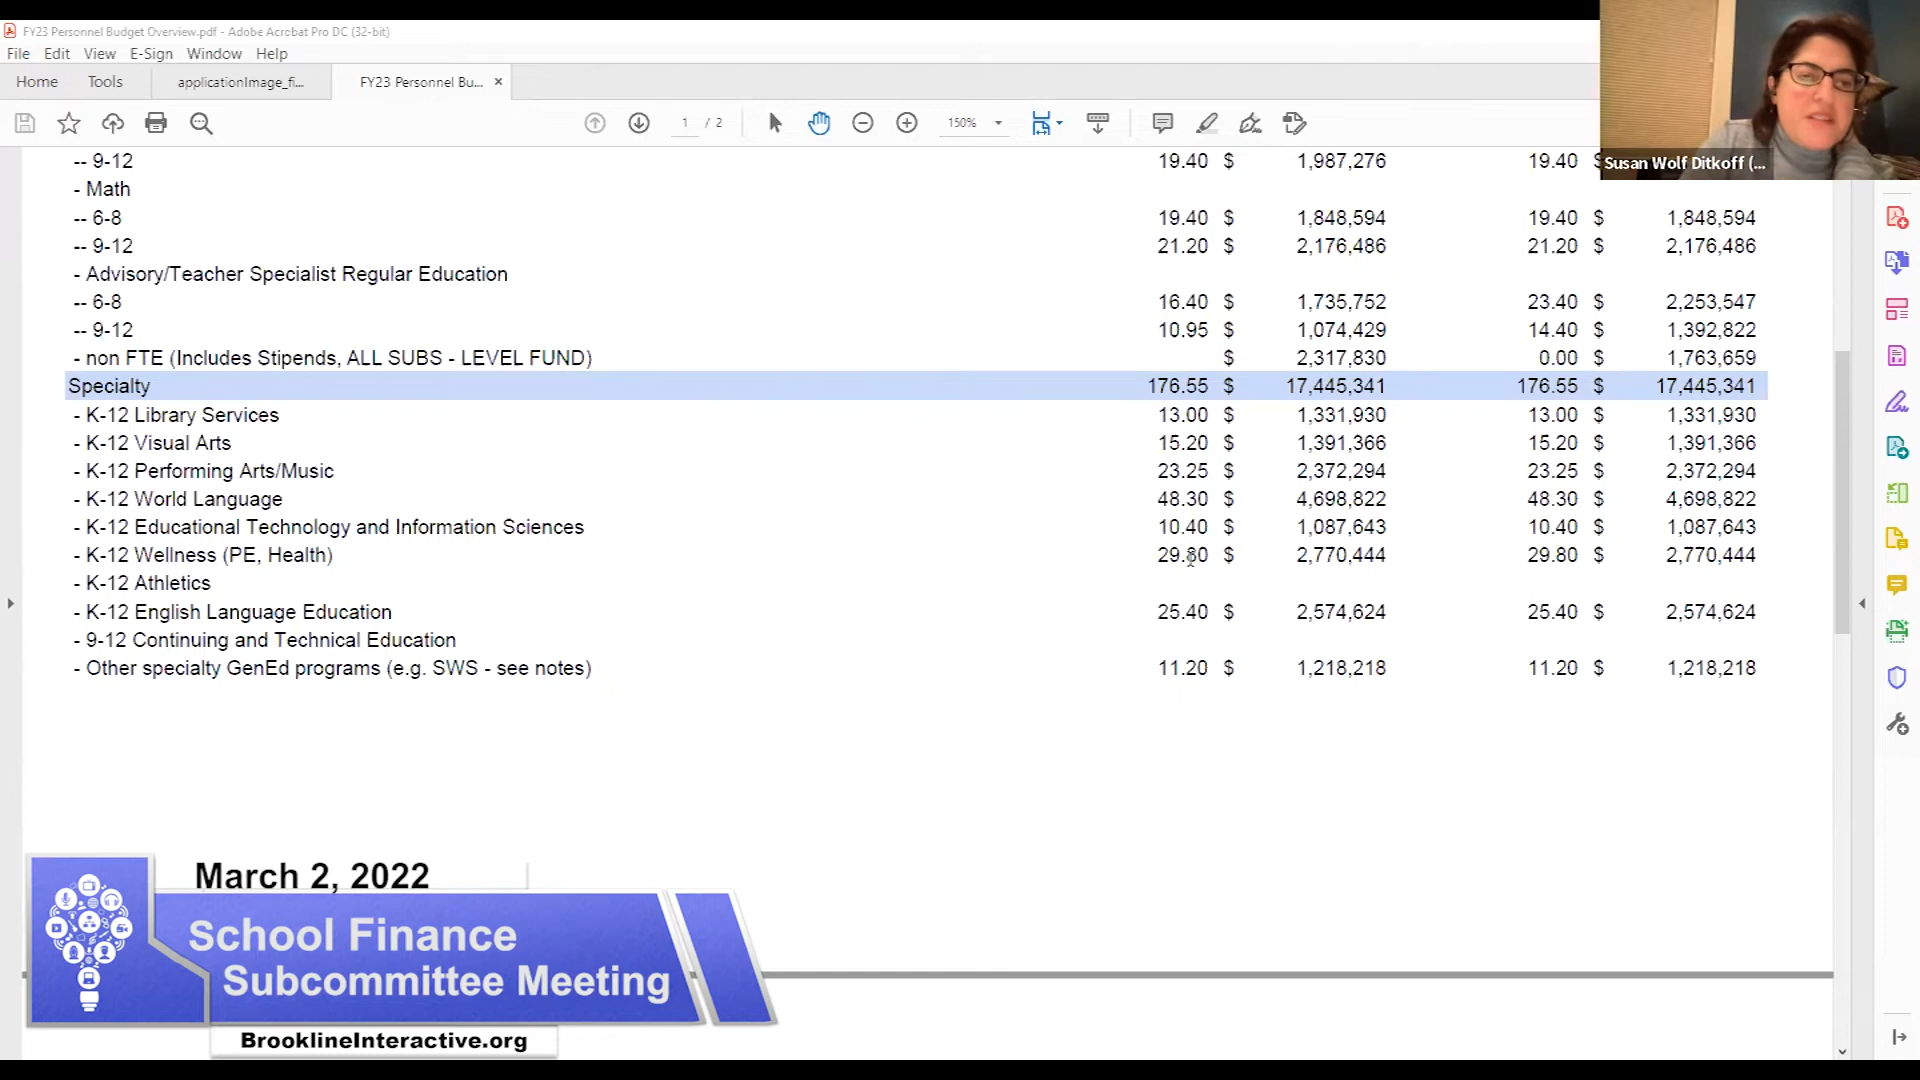 FY23 Personnel Budget Overview.pdf - Adobe Acrobat Pro DC (32-bit)
File Edit View E-Sign Window Help
Home Tools applicationImage_fi... FY23 Personnel Bu... ×
1 / 2 150%
Susan Wolf Ditkoff (...
-- 9-12 19.40 $ 1,987,276 19.40 $
- Math
-- 6-8 19.40 $ 1,848,594 19.40 $ 1,848,594
-- 9-12 21.20 $ 2,176,486 21.20 $ 2,176,486
- Advisory/Teacher Specialist Regular Education
-- 6-8 16.40 $ 1,735,752 23.40 $ 2,253,547
-- 9-12 10.95 $ 1,074,429 14.40 $ 1,392,822
- non FTE (Includes Stipends, ALL SUBS - LEVEL FUND) $ 2,317,830 0.00 $ 1,763,659
Specialty 176.55 $ 17,445,341 176.55 $ 17,445,341
- K-12 Library Services 13.00 $ 1,331,930 13.00 $ 1,331,930
- K-12 Visual Arts 15.20 $ 1,391,366 15.20 $ 1,391,366
- K-12 Performing Arts/Music 23.25 $ 2,372,294 23.25 $ 2,372,294
- K-12 World Language 48.30 $ 4,698,822 48.30 $ 4,698,822
- K-12 Educational Technology and Information Sciences 10.40 $ 1,087,643 10.40 $ 1,087,643
- K-12 Wellness (PE, Health) 29.80 $ 2,770,444 29.80 $ 2,770,444
- K-12 Athletics
- K-12 English Language Education 25.40 $ 2,574,624 25.40 $ 2,574,624
- 9-12 Continuing and Technical Education
- Other specialty GenEd programs (e.g. SWS - see notes) 11.20 $ 1,218,218 11.20 $ 1,218,218
March 2, 2022
School Finance
Subcommittee Meeting
BrooklineInteractive.org